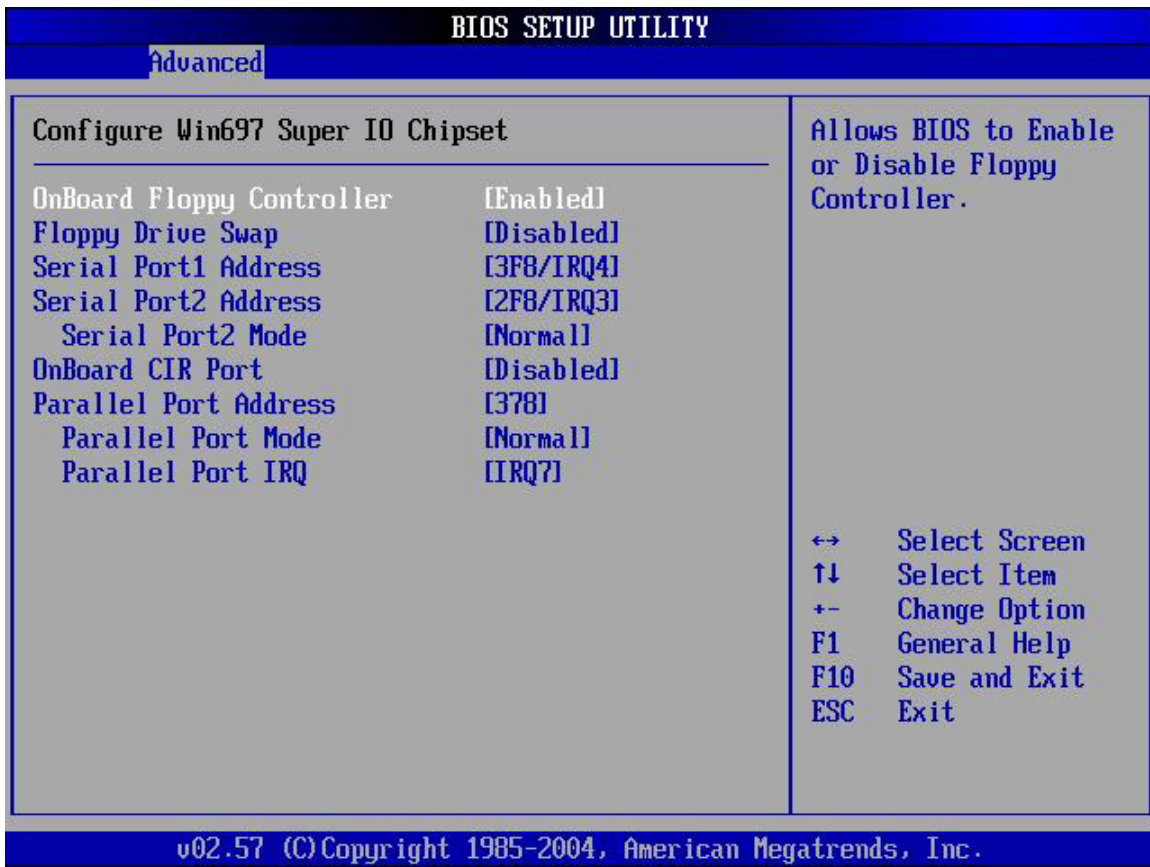 BIOS SETUP UTILITY
Advanced
Configure Win697 Super IO Chipset
OnBoard Floppy Controller [Enabled]
Floppy Drive Swap [Disabled]
Serial Port1 Address [3F8/IRQ4]
Serial Port2 Address [2F8/IRQ3]
Serial Port2 Mode [Normal]
OnBoard CIR Port [Disabled]
Parallel Port Address [378]
Parallel Port Mode [Normal]
Parallel Port IRQ [IRQ7]
Allows BIOS to Enable
or Disable Floppy
Controller.
←→ Select Screen
↑↓ Select Item
+- Change Option
F1 General Help
F10 Save and Exit
ESC Exit
v02.57 (C)Copyright 1985-2004, American Megatrends, Inc.